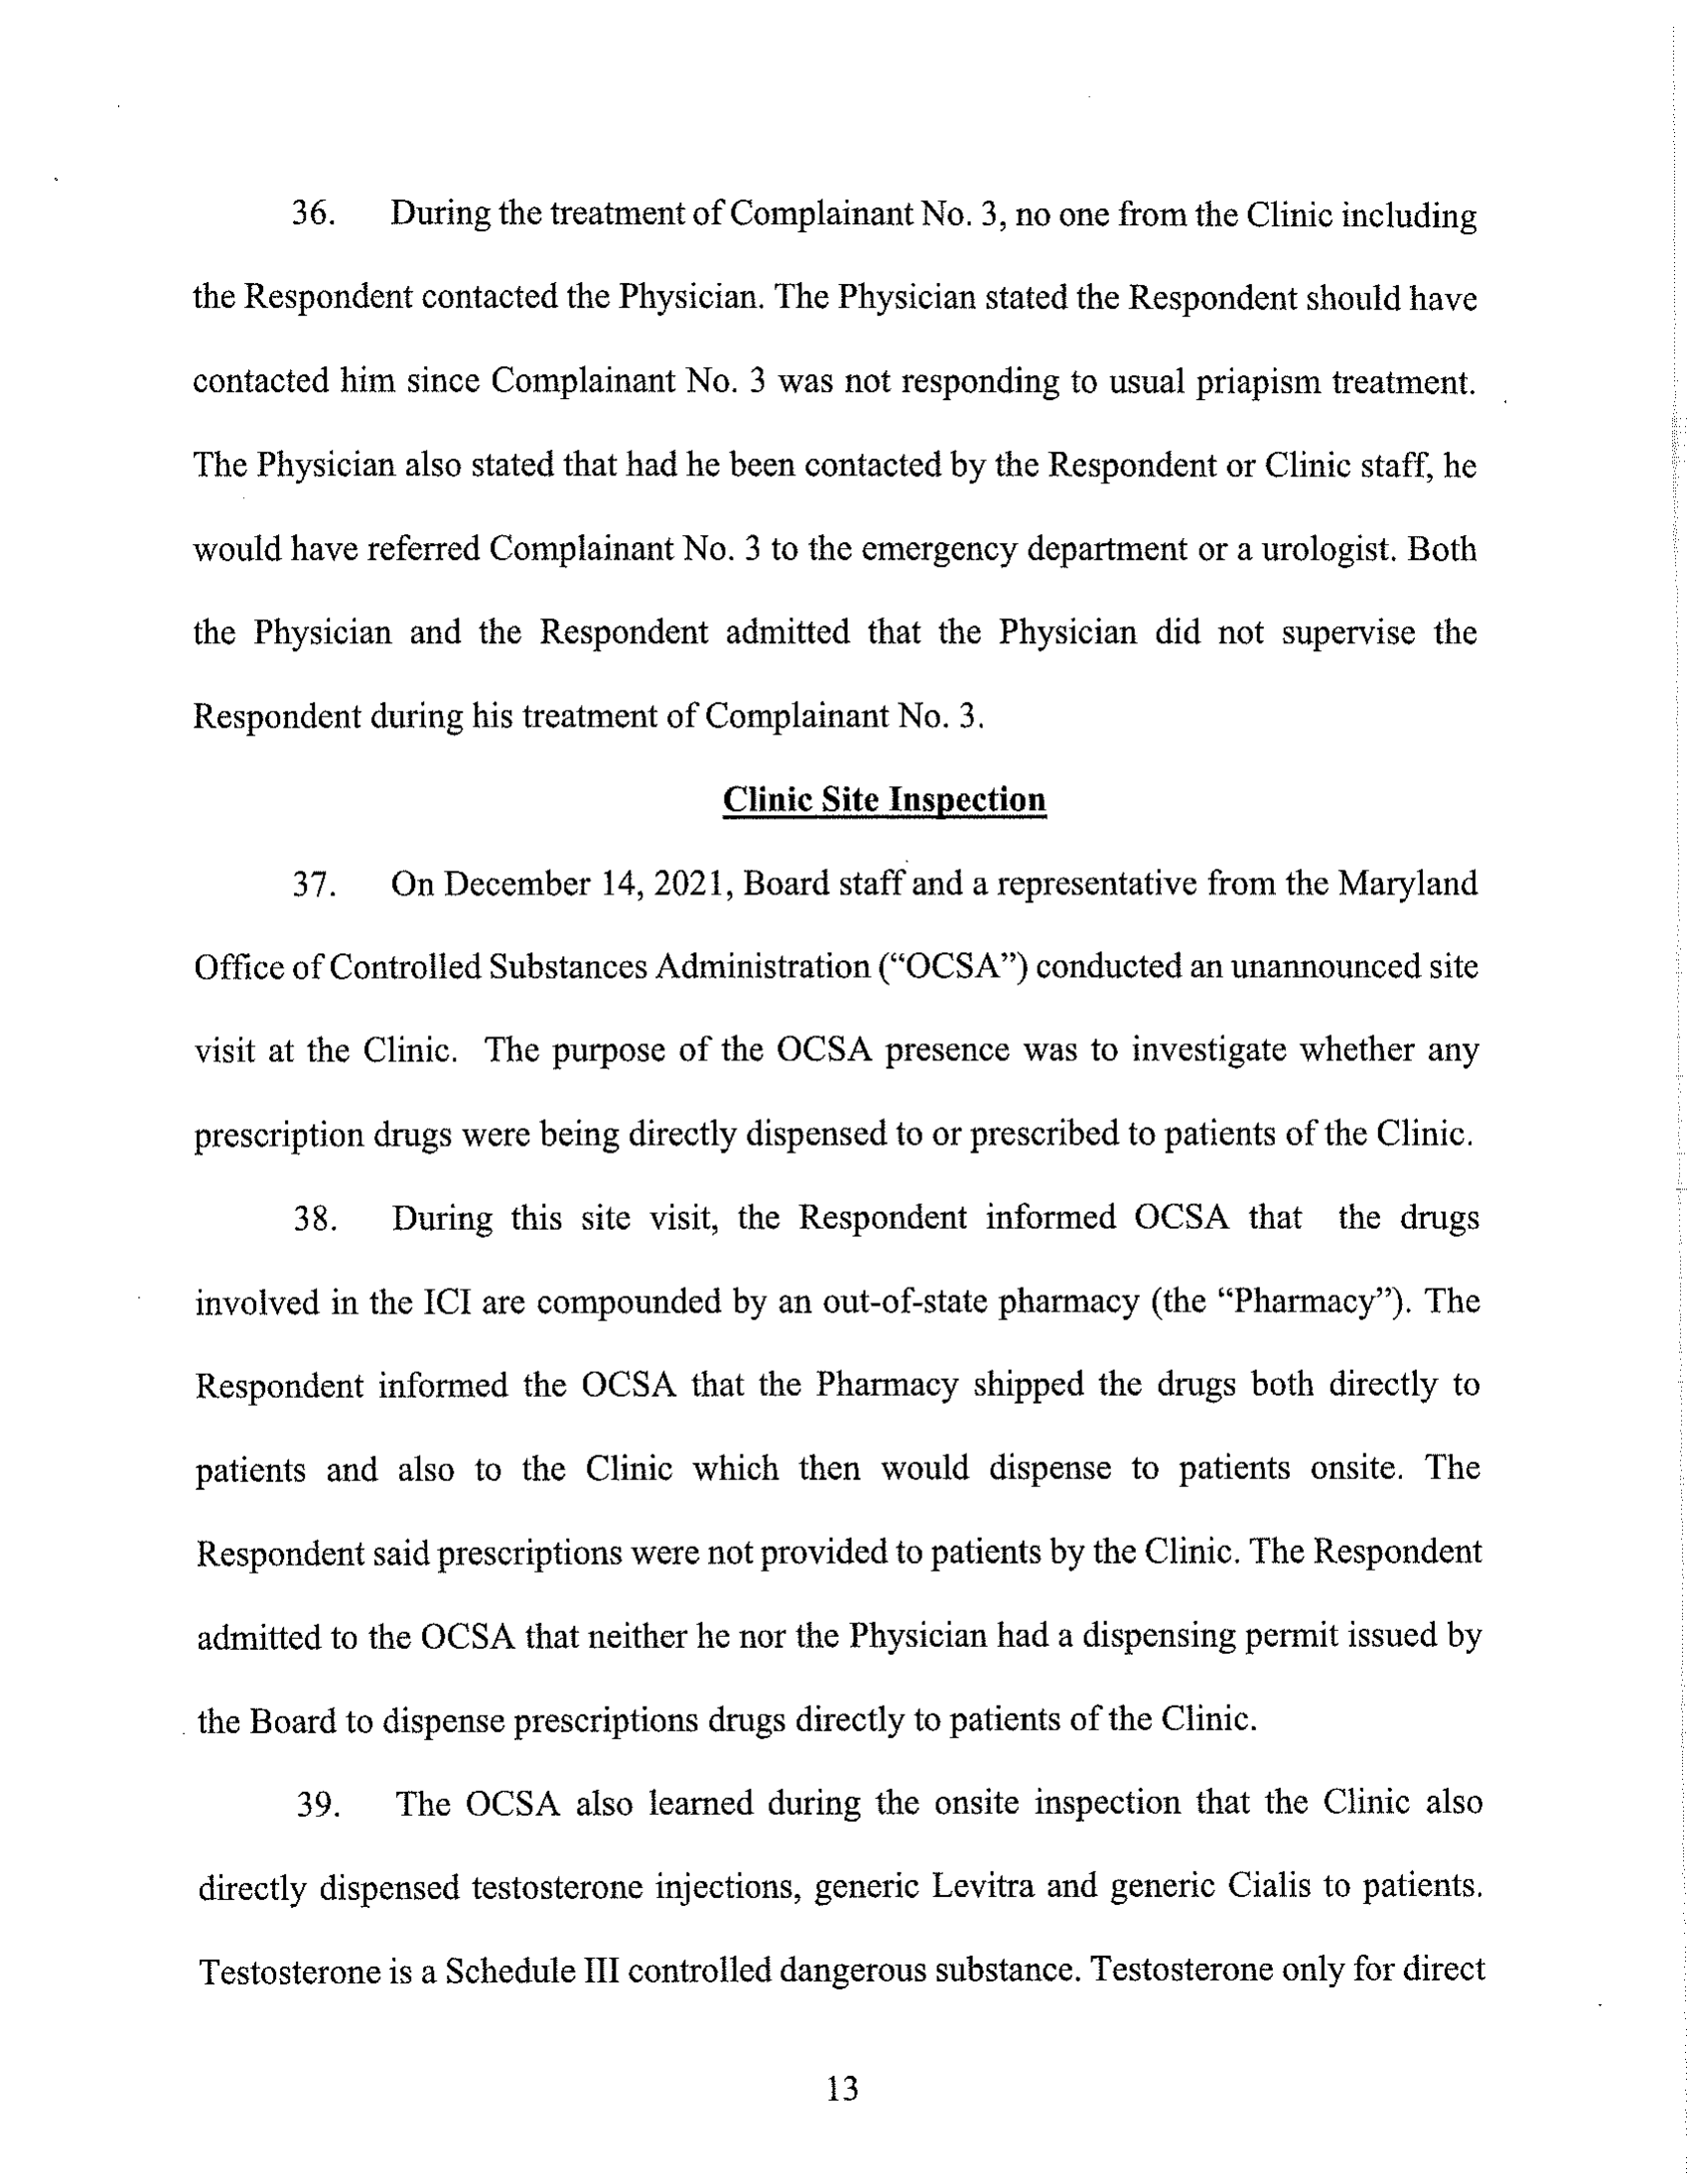 36. During the treatment of Complainant No. 3, no one from the Clinic including
the Respondent contacted the Physician. The Physician stated the Respondent should have
contacted him since Complainant No. 3 was not responding to usual priapism treatment.
The Physician also stated that had he been contacted by the Respondent or Clinic staff, he
would have referred Complainant No. 3 to the emergency department or a urologist. Both
the Physician and the Respondent admitted that the Physician did not supervise the
Respondent during his treatment of Complainant No. 3.
Clinic Site Inspection
37. On December 14, 2021, Board staff and a representative from the Maryland
Office of Controlled Substances Administration (“OCSA”) conducted an unannounced site
visit at the Clinic. The purpose of the OCSA presence was to investigate whether any
prescription drugs were being directly dispensed to or prescribed to patients of the Clinic.
38. During this site visit, the Respondent informed OCSA that the drugs
involved in the ICI are compounded by an out-of-state pharmacy (the “Pharmacy”). The
Respondent informed the OCSA that the Pharmacy shipped the drugs both directly to
patients and also to the Clinic which then would dispense to patients onsite. The
Respondent said prescriptions were not provided to patients by the Clinic. The Respondent
admitted to the OCSA that neither he nor the Physician had a dispensing permit issued by
the Board to dispense prescriptions drugs directly to patients of the Clinic.
39. The OCSA also learned during the onsite inspection that the Clinic also
directly dispensed testosterone injections, generic Levitra and generic Cialis to patients.
Testosterone is a Schedule III controlled dangerous substance. Testosterone only for direct
13